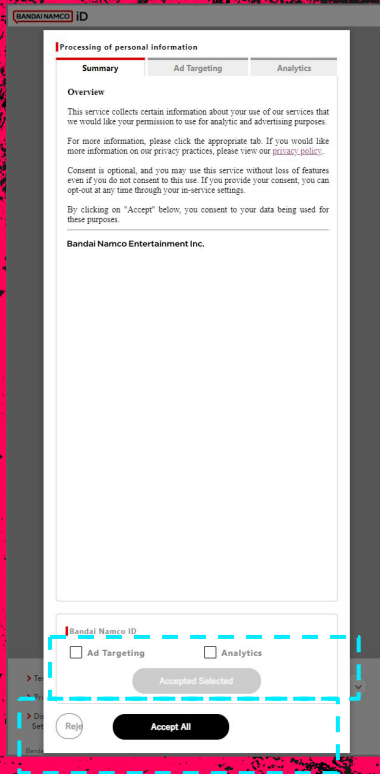 BANDAI NAMCO iD
Processing of personal information
Summary Ad Targeting Analytics
Overview
This service collects certain information about your use of our services that
we would like your permission to use for analytic and advertising purposes.
For more information, please click the appropriate tab. If you would like
more information on our privacy practices, please view our privacy policy.
Consent is optional, and you may use this service without loss of features
even if you do not consent to this use. If you provide your consent, you can
opt-out at any time through your in-service settings.
By clicking on "Accept" below, you consent to your data being used for
these purposes.
Bandai Namco Entertainment Inc.
Bandai Namco ID
Ad Targeting Analytics
Accepted Selected
Reje Accept All